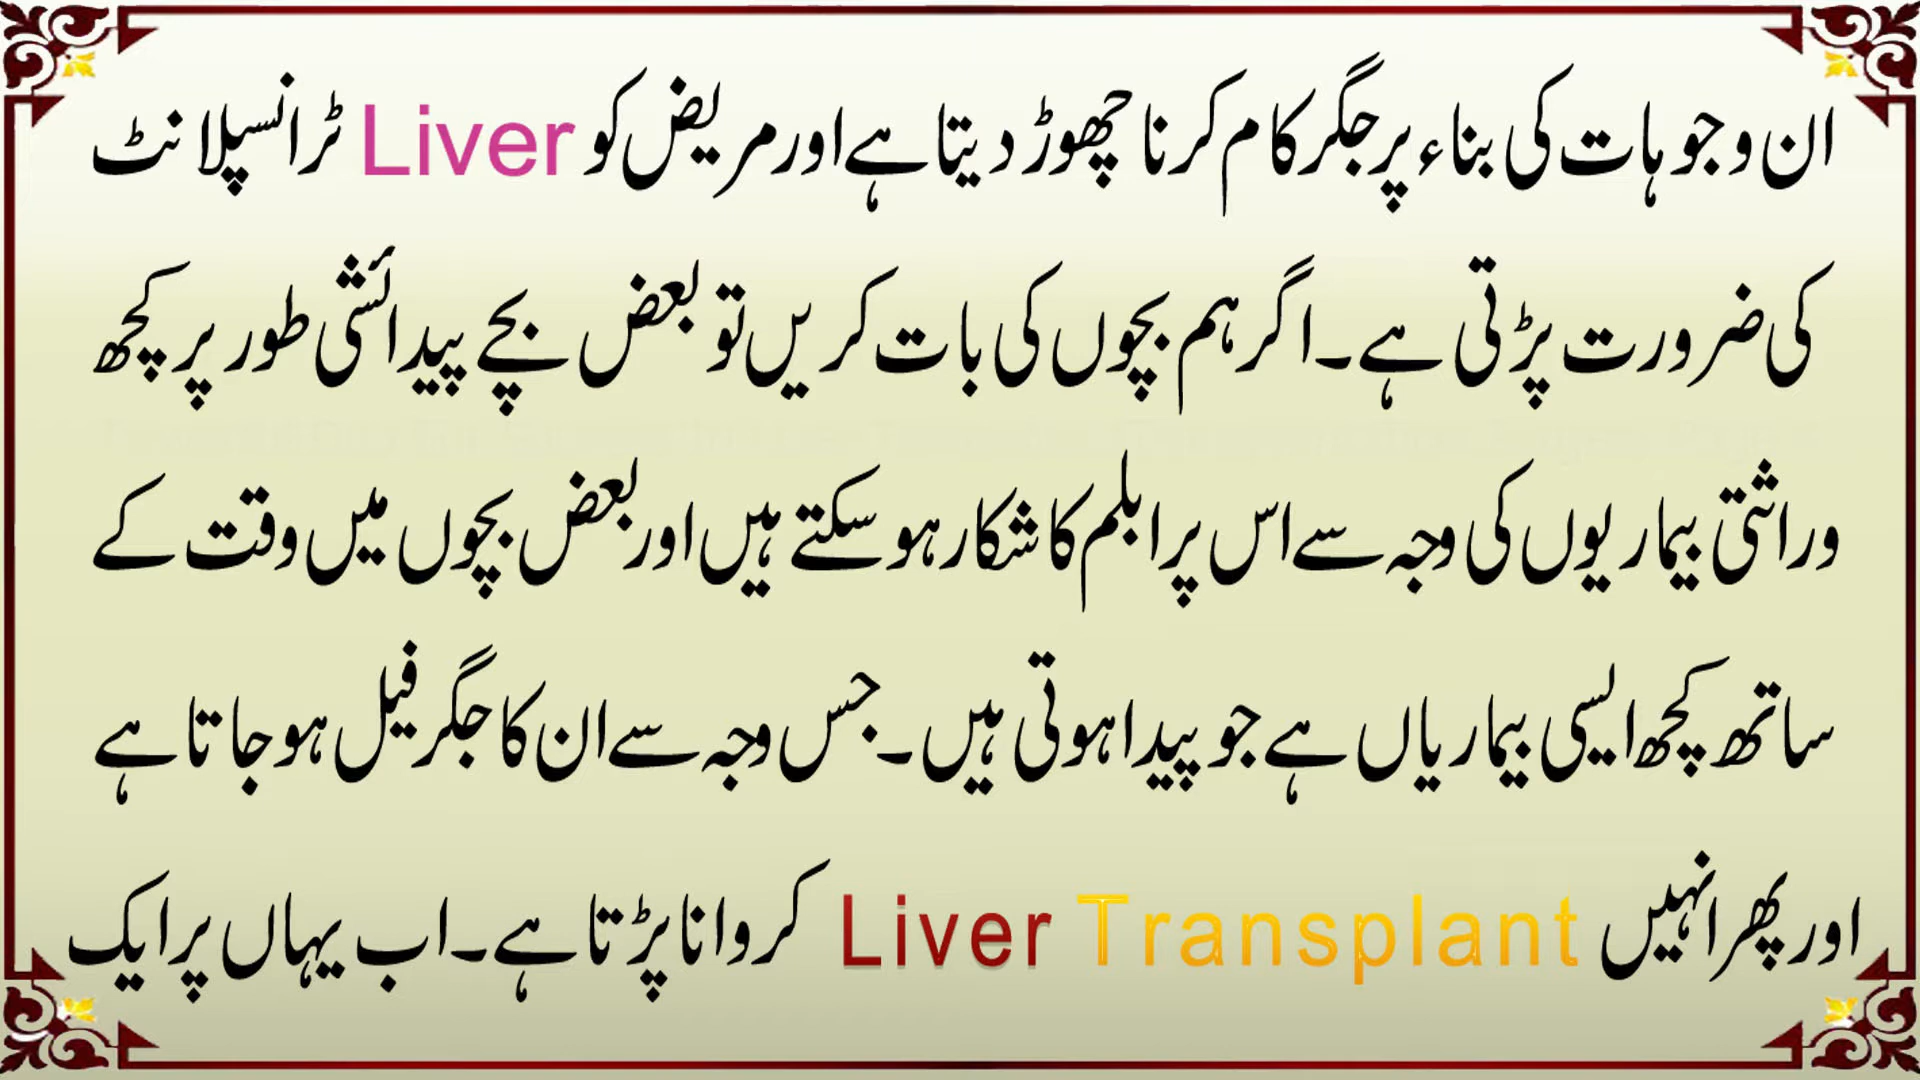 ان وجوہات کی بناء پر جگر کام کرنا چھوڑ دیتا ہے اور مریض کو Liver ٹرانسپلانٹ
کی ضرورت پڑتی ہے۔ اگر ہم بچوں کی بات کریں تو بعض بچے پیدائشی طور پر کچھ
وراثتی بیماریوں کی وجہ سے اس پرابلم کا شکار ہو سکتے ہیں اور بعض بچوں میں وقت کے
ساتھ کچھ ایسی بیماریاں ہے جو پیدا ہوتی ہیں۔ جس وجہ سے ان کا جگر فیل ہو جاتا ہے
اور پھر انہیں Liver Transplant کروانا پڑتا ہے۔ اب یہاں پر ایک